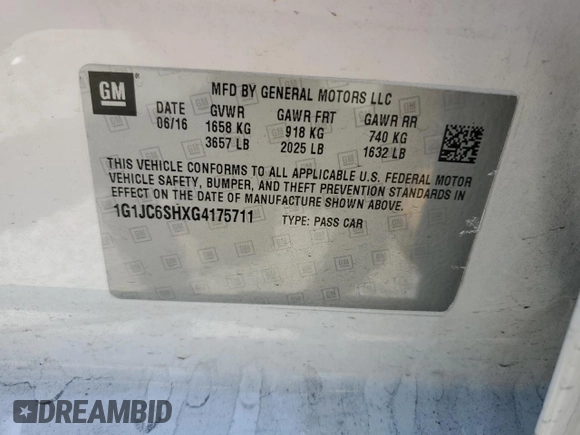 GM
MFD BY GENERAL MOTORS LLC
DATE GVWR GAWR FRT GAWR RR
06/16 1658 KG 918 KG 740 KG
3657 LB 2025 LB 1632 LB
THIS VEHICLE CONFORMS TO ALL APPLICABLE U.S. FEDERAL MOTOR
VEHICLE SAFETY, BUMPER, AND THEFT PREVENTION STANDARDS IN
EFFECT ON THE DATE OF MANUFACTURE SHOWN ABOVE.
1G1JC6SHXG4175711 TYPE: PASS CAR
DREAMBID